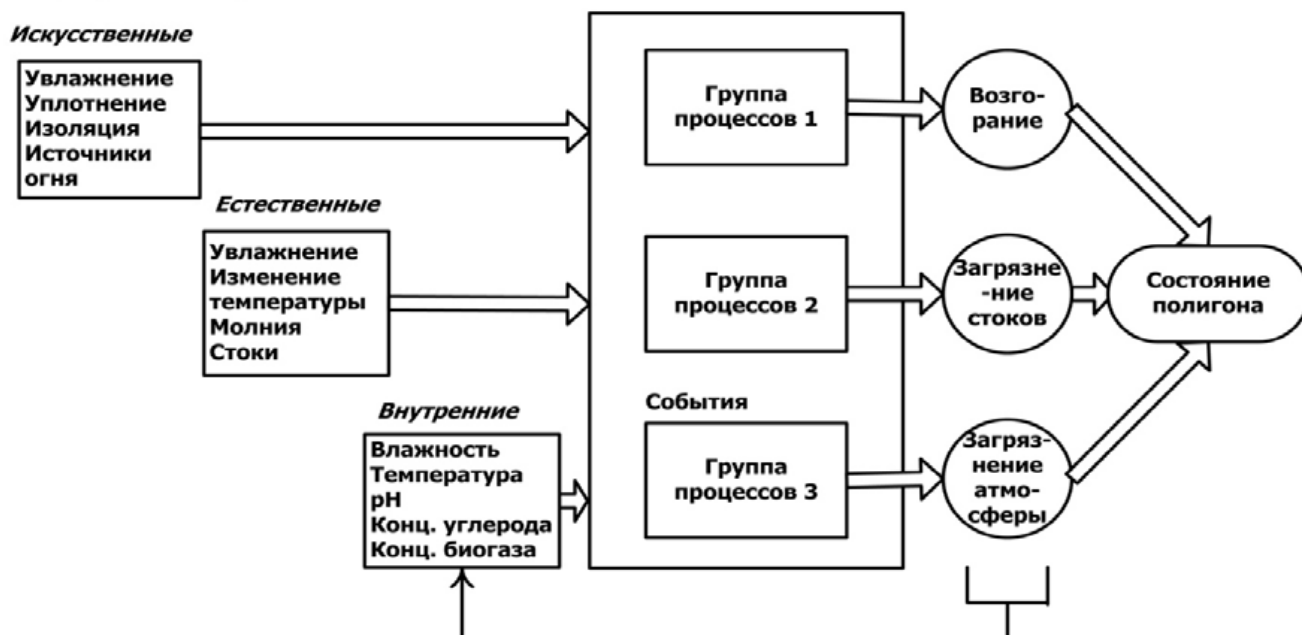 Искусственные
Увлажнение
Уплотнение
Изоляция
Источники
огня
Естественные
Увлажнение
Изменение
температуры
Молния
Стоки
Внутренние
Влажность
Температура
pH
Конц. углерода
Конц. биогаза
Группа
процессов 1
Группа
процессов 2
События
Группа
процессов 3
Возго-
рание
Загрязне
-ние
стоков
Загряз-
нение
атмо-
сферы
Состояние
полигона